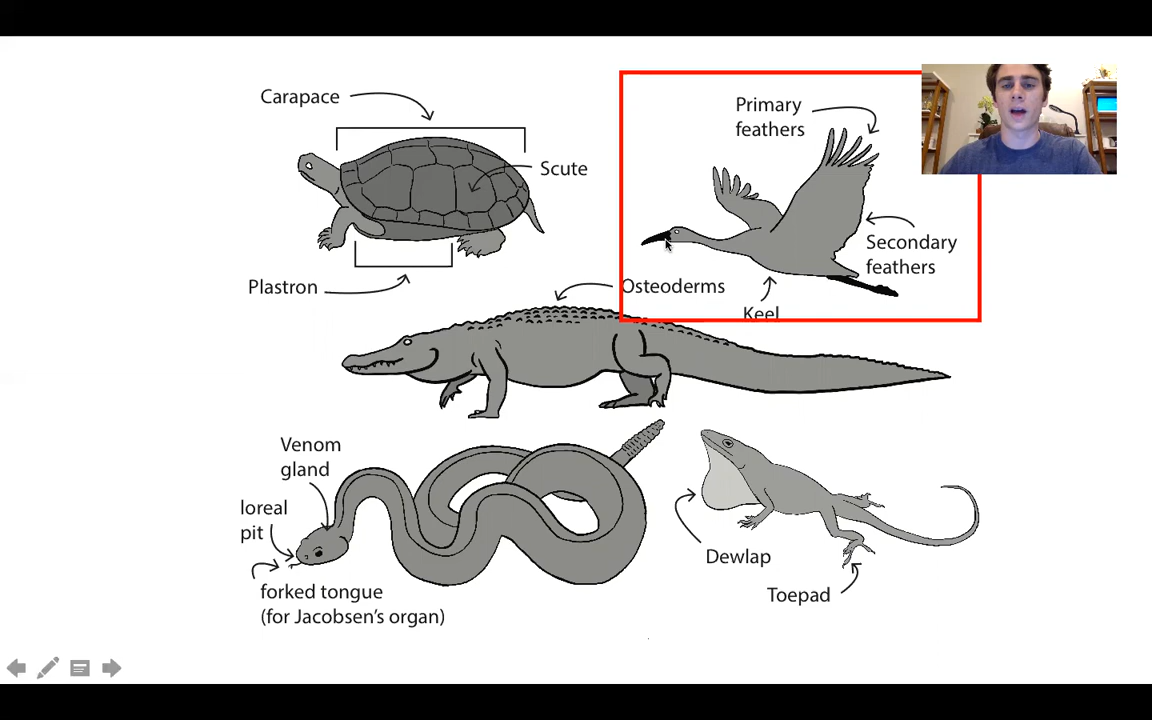 Carapace
Scute
Plastron
Primary
feathers
Secondary
feathers
Osteoderms
Keel
Venom
gland
loreal
pit
forked tongue
(for Jacobsen's organ)
Dewlap
Toepad